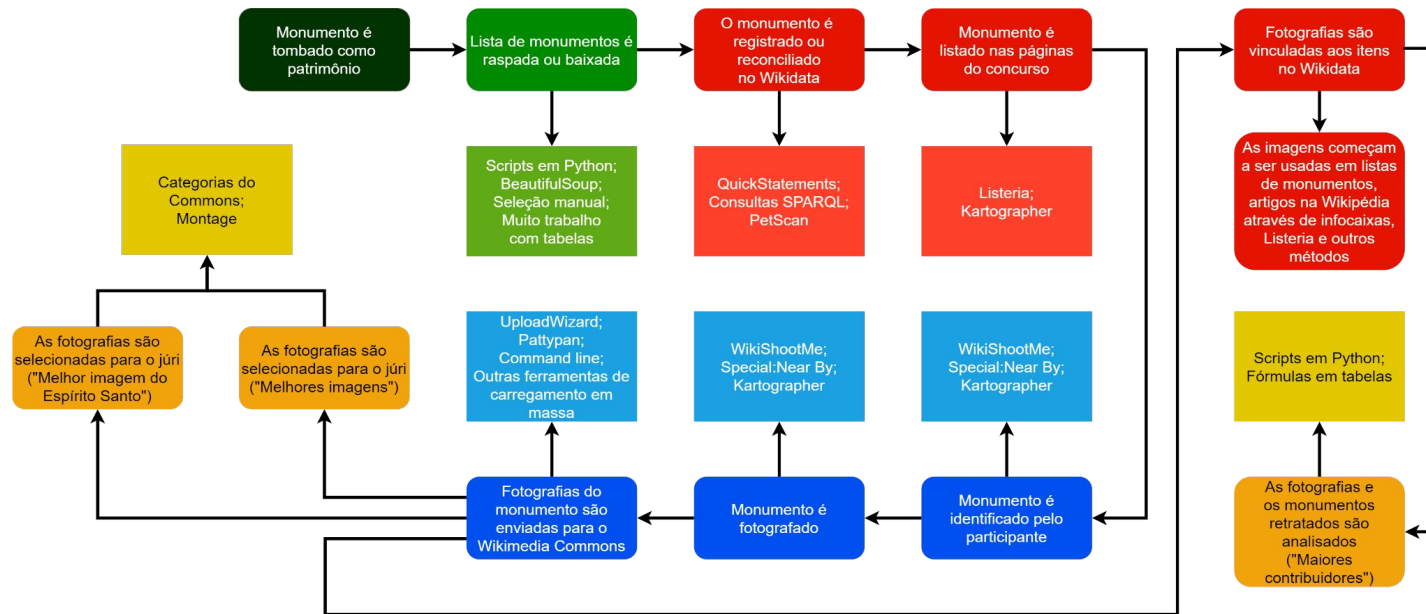 Monumento é
tombado como
patrimônio
Lista de monumentos é
raspada ou baixada
O monumento é
registrado ou
reconciliado
no Wikidata
Monumento é
listado nas páginas
do concurso
Fotografias são
vinculadas aos itens
no Wikidata
Categorias do
Commons;
Montage
Scripts em Python;
BeautifulSoup;
Seleção manual;
Muito trabalho
com tabelas
QuickStatements;
Consultas SPARQL;
PetScan
Listeria;
Kartographer
As imagens começam
a ser usadas em listas
de monumentos,
artigos na Wikipédia
através de infocaixas,
Listeria e outros
métodos
As fotografias são
selecionadas para o júri
("Melhor imagem do
Espírito Santo")
As fotografias são
selecionadas para o júri
("Melhores imagens")
UploadWizard;
Pattypan;
Command line;
Outras ferramentas de
carregamento em
massa
WikiShootMe;
Special:Near By;
Kartographer
WikiShootMe;
Special:Near By;
Kartographer
Scripts em Python;
Fórmulas em tabelas
Fotografias do
monumento são
enviadas para o
Wikimedia Commons
Monumento é
fotografado
Monumento é
identificado pelo
participante
As fotografias e
os monumentos
retratados são
analisados
("Maiores
contribuidores")